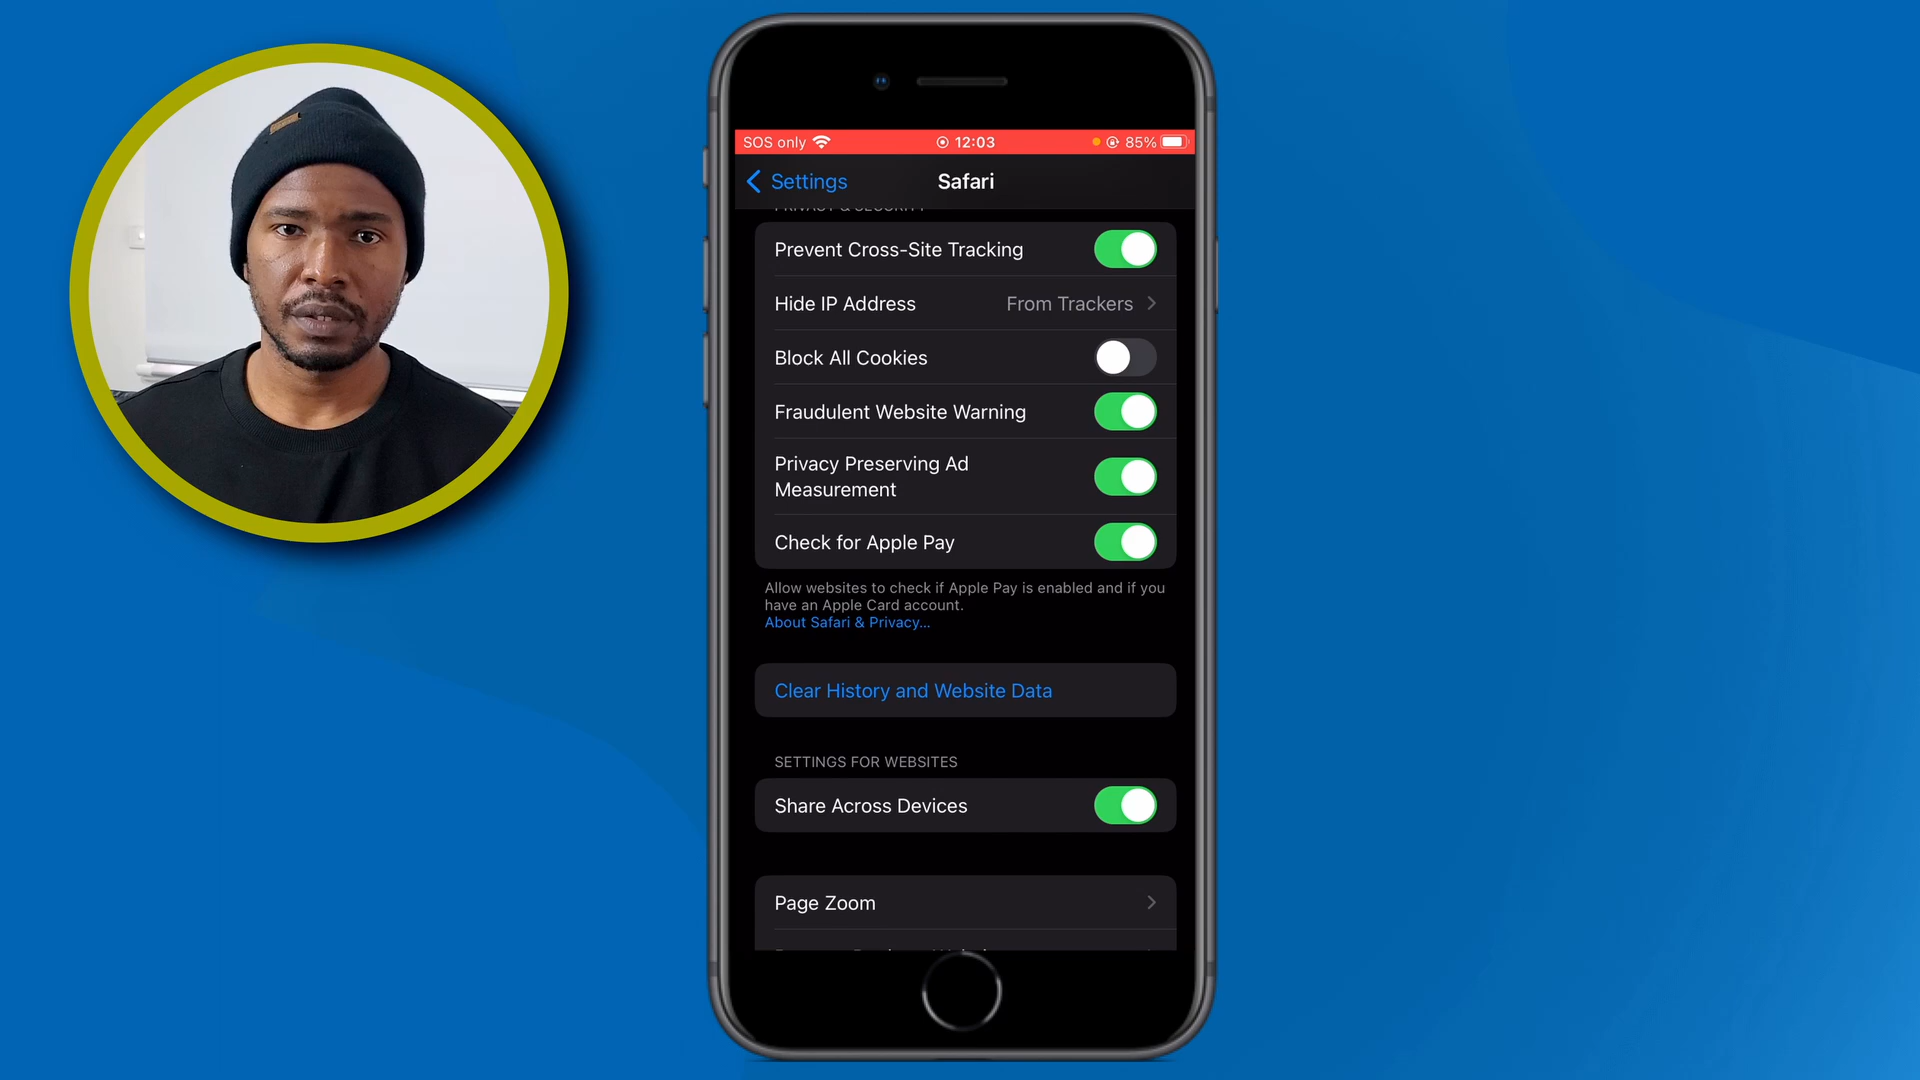 SOS only
12:03
85%
Settings
Safari
PRIVACY & SECURITY
Prevent Cross-Site Tracking
Hide IP Address
From Trackers
Block All Cookies
Fraudulent Website Warning
Privacy Preserving Ad
Measurement
Check for Apple Pay
Allow websites to check if Apple Pay is enabled and if you
have an Apple Card account.
About Safari & Privacy...
Clear History and Website Data
SETTINGS FOR WEBSITES
Share Across Devices
Page Zoom